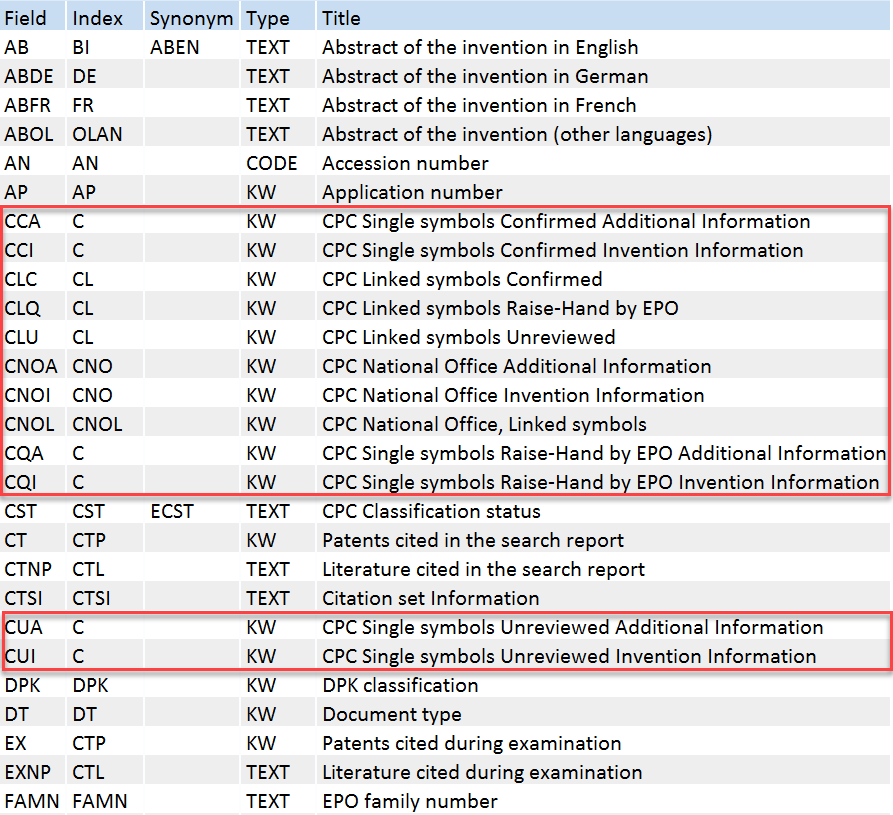 Field Index Synonym Type Title
AB BI ABEN TEXT Abstract of the invention in English
ABDE DE TEXT Abstract of the invention in German
ABFR FR TEXT Abstract of the invention in French
ABOL OLAN TEXT Abstract of the invention (other languages)
AN AN CODE Accession number
AP AP KW Application number
CCA C KW CPC Single symbols Confirmed Additional Information
CCI C KW CPC Single symbols Confirmed Invention Information
CLC CL KW CPC Linked symbols Confirmed
CLQ CL KW CPC Linked symbols Raise-Hand by EPO
CLU CL KW CPC Linked symbols Unreviewed
CNOA CNO KW CPC National Office Additional Information
CNOI CNO KW CPC National Office Invention Information
CNOL CNOL KW CPC National Office, Linked symbols
CQA C KW CPC Single symbols Raise-Hand by EPO Additional Information
CQI C KW CPC Single symbols Raise-Hand by EPO Invention Information
CST CST ECST TEXT CPC Classification status
CT CTP KW Patents cited in the search report
CTNP CTL TEXT Literature cited in the search report
CTSI CTSI TEXT Citation set Information
CUA C KW CPC Single symbols Unreviewed Additional Information
CUI C KW CPC Single symbols Unreviewed Invention Information
DPK DPK KW DPK classification
DT DT KW Document type
EX CTP KW Patents cited during examination
EXNP CTL TEXT Literature cited during examination
FAMN FAMN TEXT EPO family number